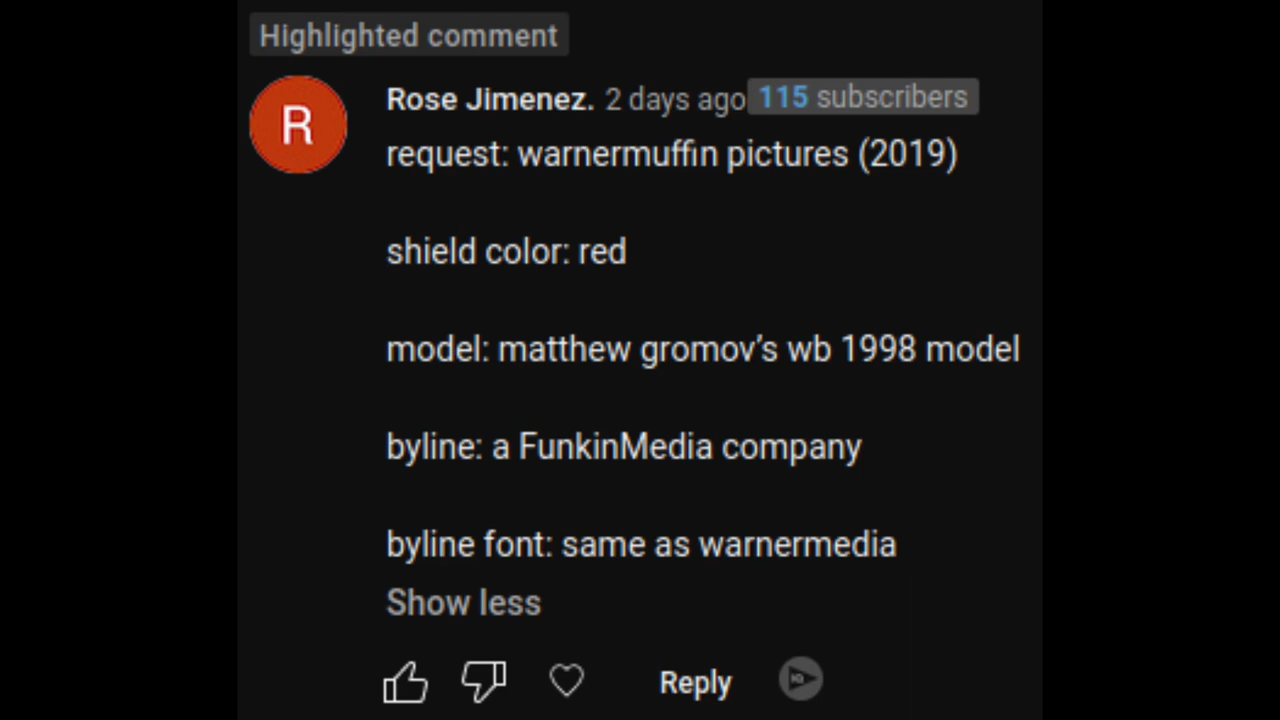 Highlighted comment
R
Rose Jimenez. 2 days ago 115 subscribers
request: warnermuffin pictures (2019)
shield color: red
model: matthew gromov’s wb 1998 model
byline: a FunkinMedia company
byline font: same as warnermedia
Show less
Reply